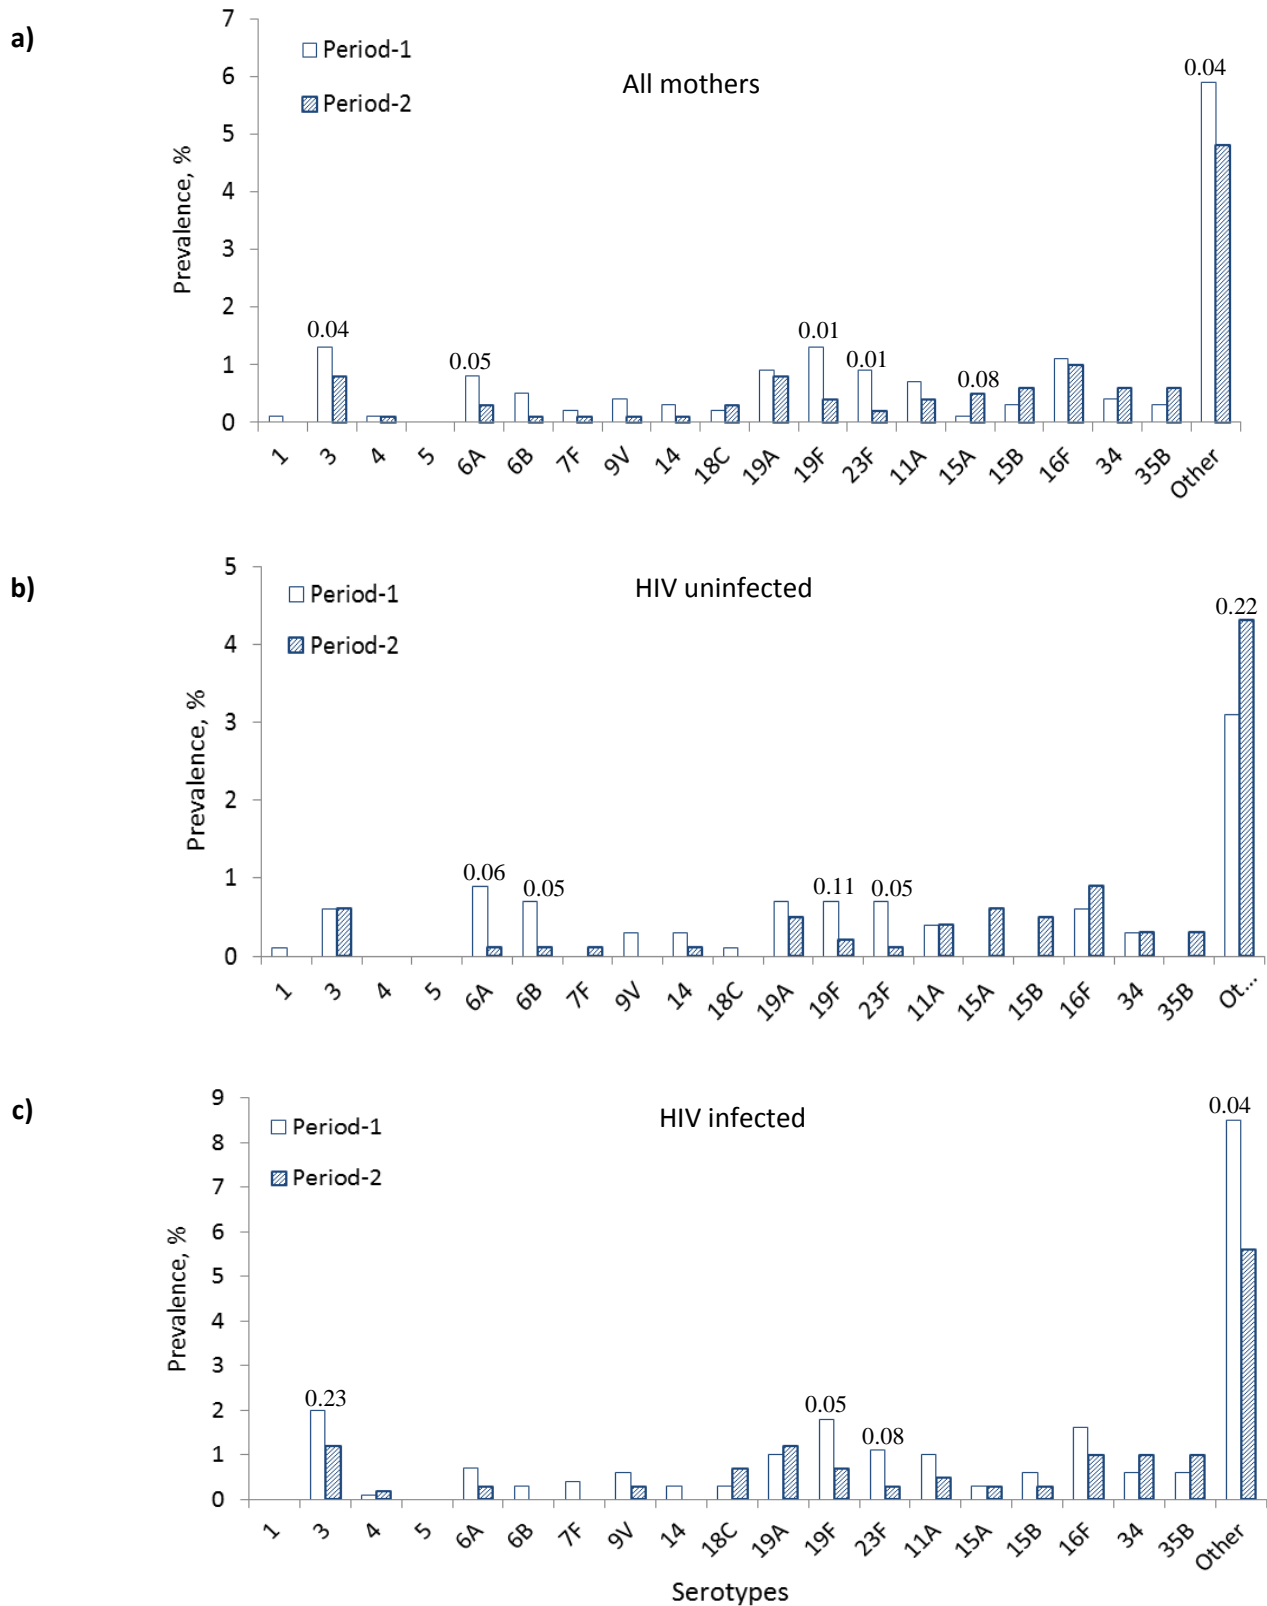 a)
Period-1
Period-2
All mothers
Prevalence, %
7
6
5
4
3
2
1
0
0.04
0.05
0.01
0.01
0.08
0.04
1 3 4 5 6A 6B 7F 9V 14 18C 19A 19F 23F 11A 15A 15B 16F 34 35B Other
b)
Period-1
Period-2
HIV uninfected
Prevalence, %
5
4
3
2
1
0
0.06
0.05
0.11
0.05
0.22
1 3 4 5 6A 6B 7F 9V 14 18C 19A 19F 23F 11A 15A 15B 16F 34 35B Ot...
c)
Period-1
Period-2
HIV infected
Prevalence, %
9
8
7
6
5
4
3
2
1
0
0.23
0.05
0.08
0.04
1 3 4 5 6A 6B 7F 9V 14 18C 19A 19F 23F 11A 15A 15B 16F 34 35B Other
Serotypes